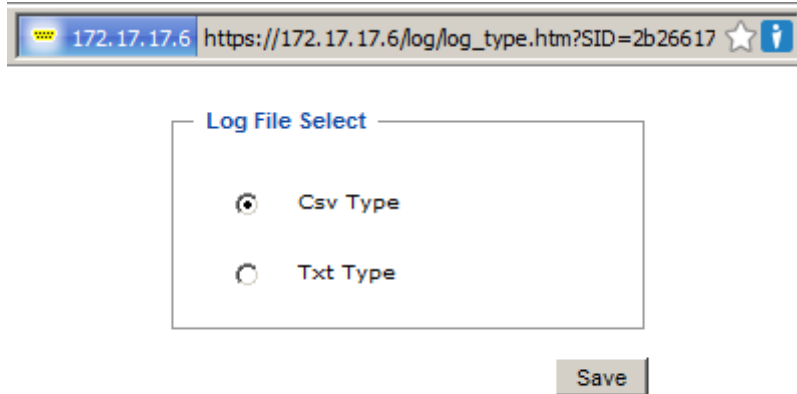 172.17.17.6 https://172.17.17.6/log/log_type.htm?SID=2b26617
Log File Select
Csv Type
Txt Type
Save